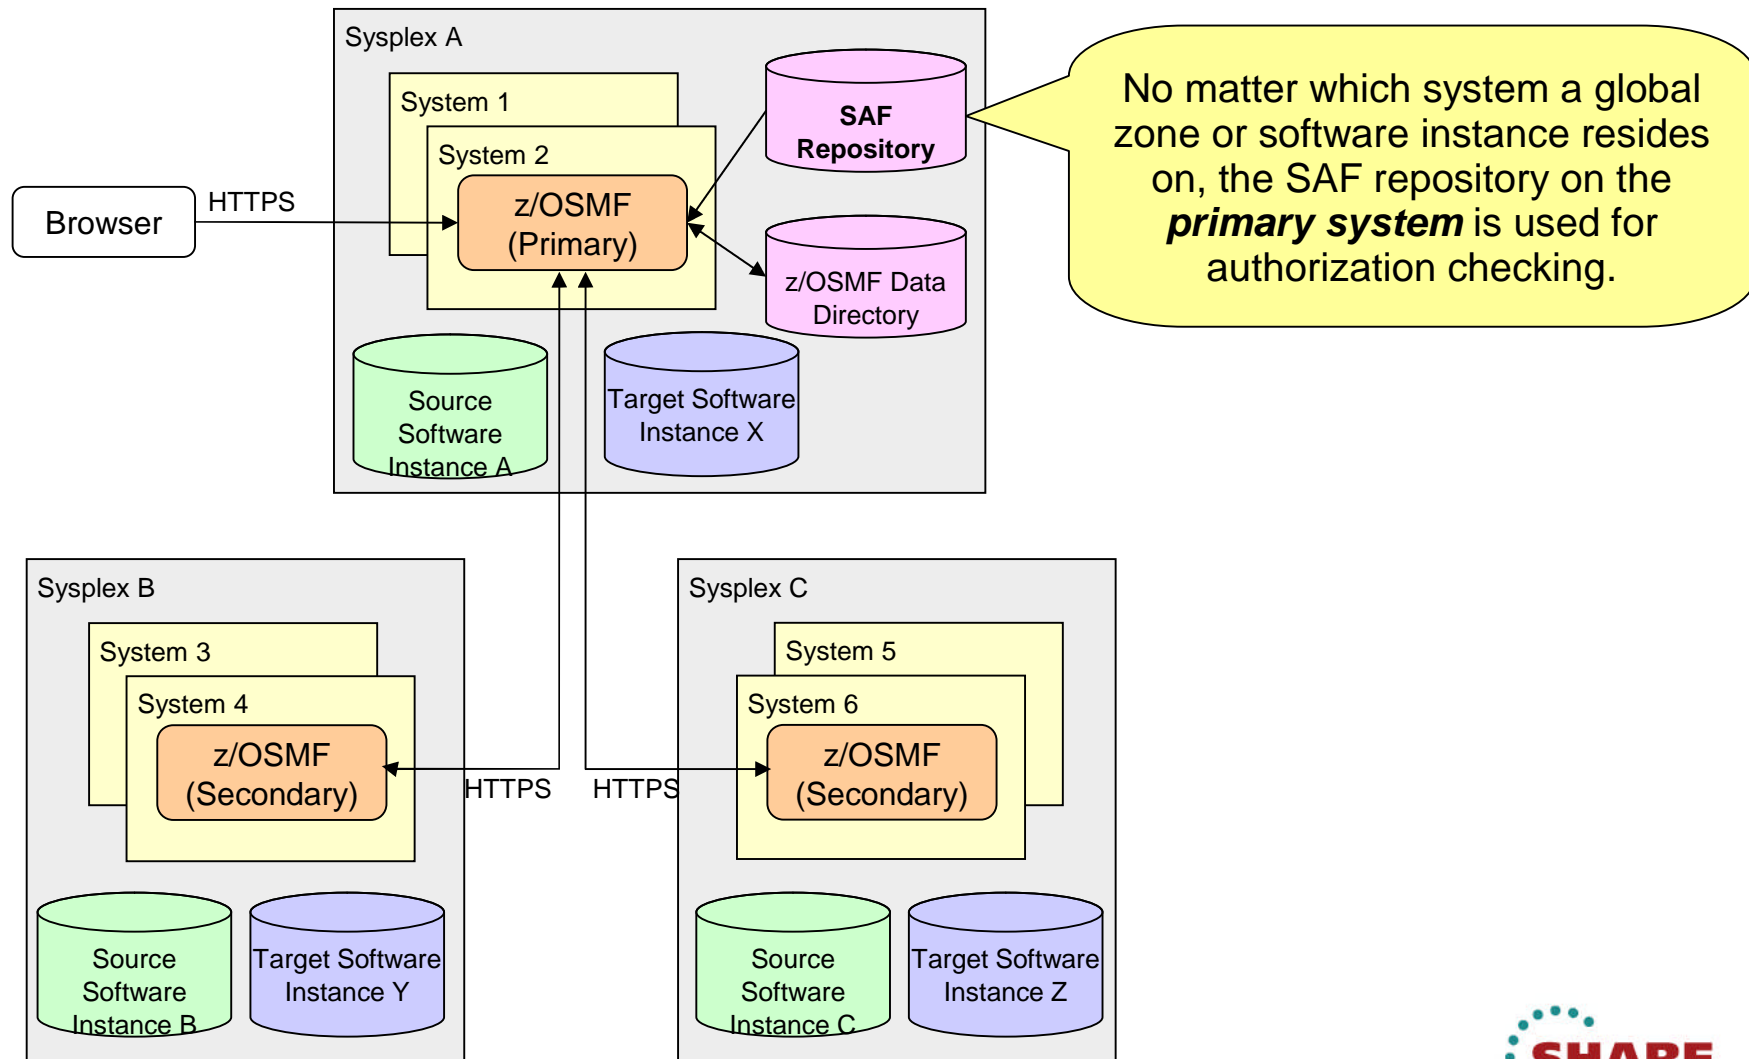 Sysplex A
System 1
System 2
z/OSMF
(Primary)
SAF
Repository
z/OSMF Data
Directory
Source
Software
Instance A
Target Software
Instance X
Browser
HTTPS
No matter which system a global
zone or software instance resides
on, the SAF repository on the
primary system is used for
authorization checking.
Sysplex B
System 3
System 4
z/OSMF
(Secondary)
HTTPS
Source
Software
Instance B
Target Software
Instance Y
HTTPS
Sysplex C
System 5
System 6
z/OSMF
(Secondary)
Source
Software
Instance C
Target Software
Instance Z
SHARE